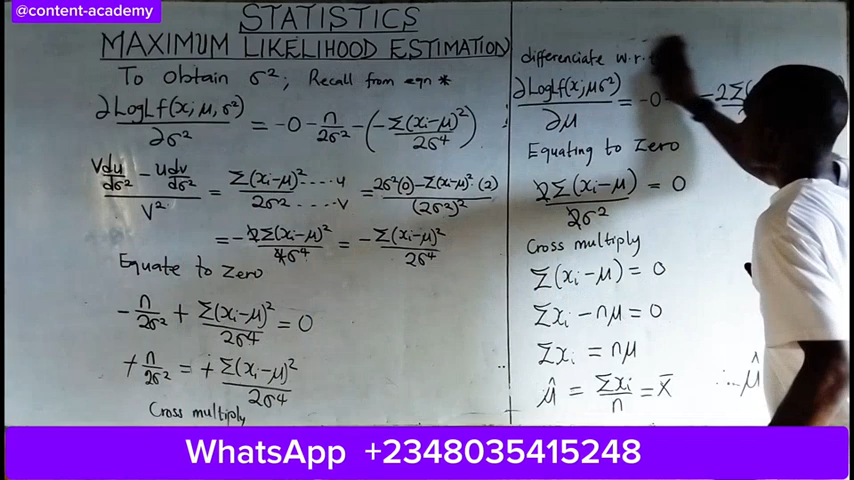 @content-academy
STATISTICS
MAXIMUM LIKELIHOOD ESTIMATION
To obtain σ²; Recall from eqn *
∂LogLf(x; μ, σ²)/∂σ² = -0 - n/2σ² - (-Σ(xi-μ)²/2σ⁴)
(Vdu/dσ² - udv/dσ²)/V² = Σ(xi-μ)²....u/2σ²......V = (2σ²(0) - Σ(xi-μ)²·(2))/(2σ²)²
= -2Σ(xi-μ)²/4σ⁴ = -Σ(xi-μ)²/2σ⁴
Equate to Zero
-n/2σ² + Σ(xi-μ)²/2σ⁴ = 0
+n/2σ² = +Σ(xi-μ)²/2σ⁴
Cross multiply
differenciate w.r.t
∂LogLf(x; μ σ²)/∂μ = -0 - -2Σ(
Equating to Zero
2Σ(xi-μ)/2σ² = 0
Cross multiply
Σ(xi-μ) = 0
Σxi - nμ = 0
Σxi = nμ
μ̂ = Σxi/n = x̄
∴ μ̂
WhatsApp +2348035415248